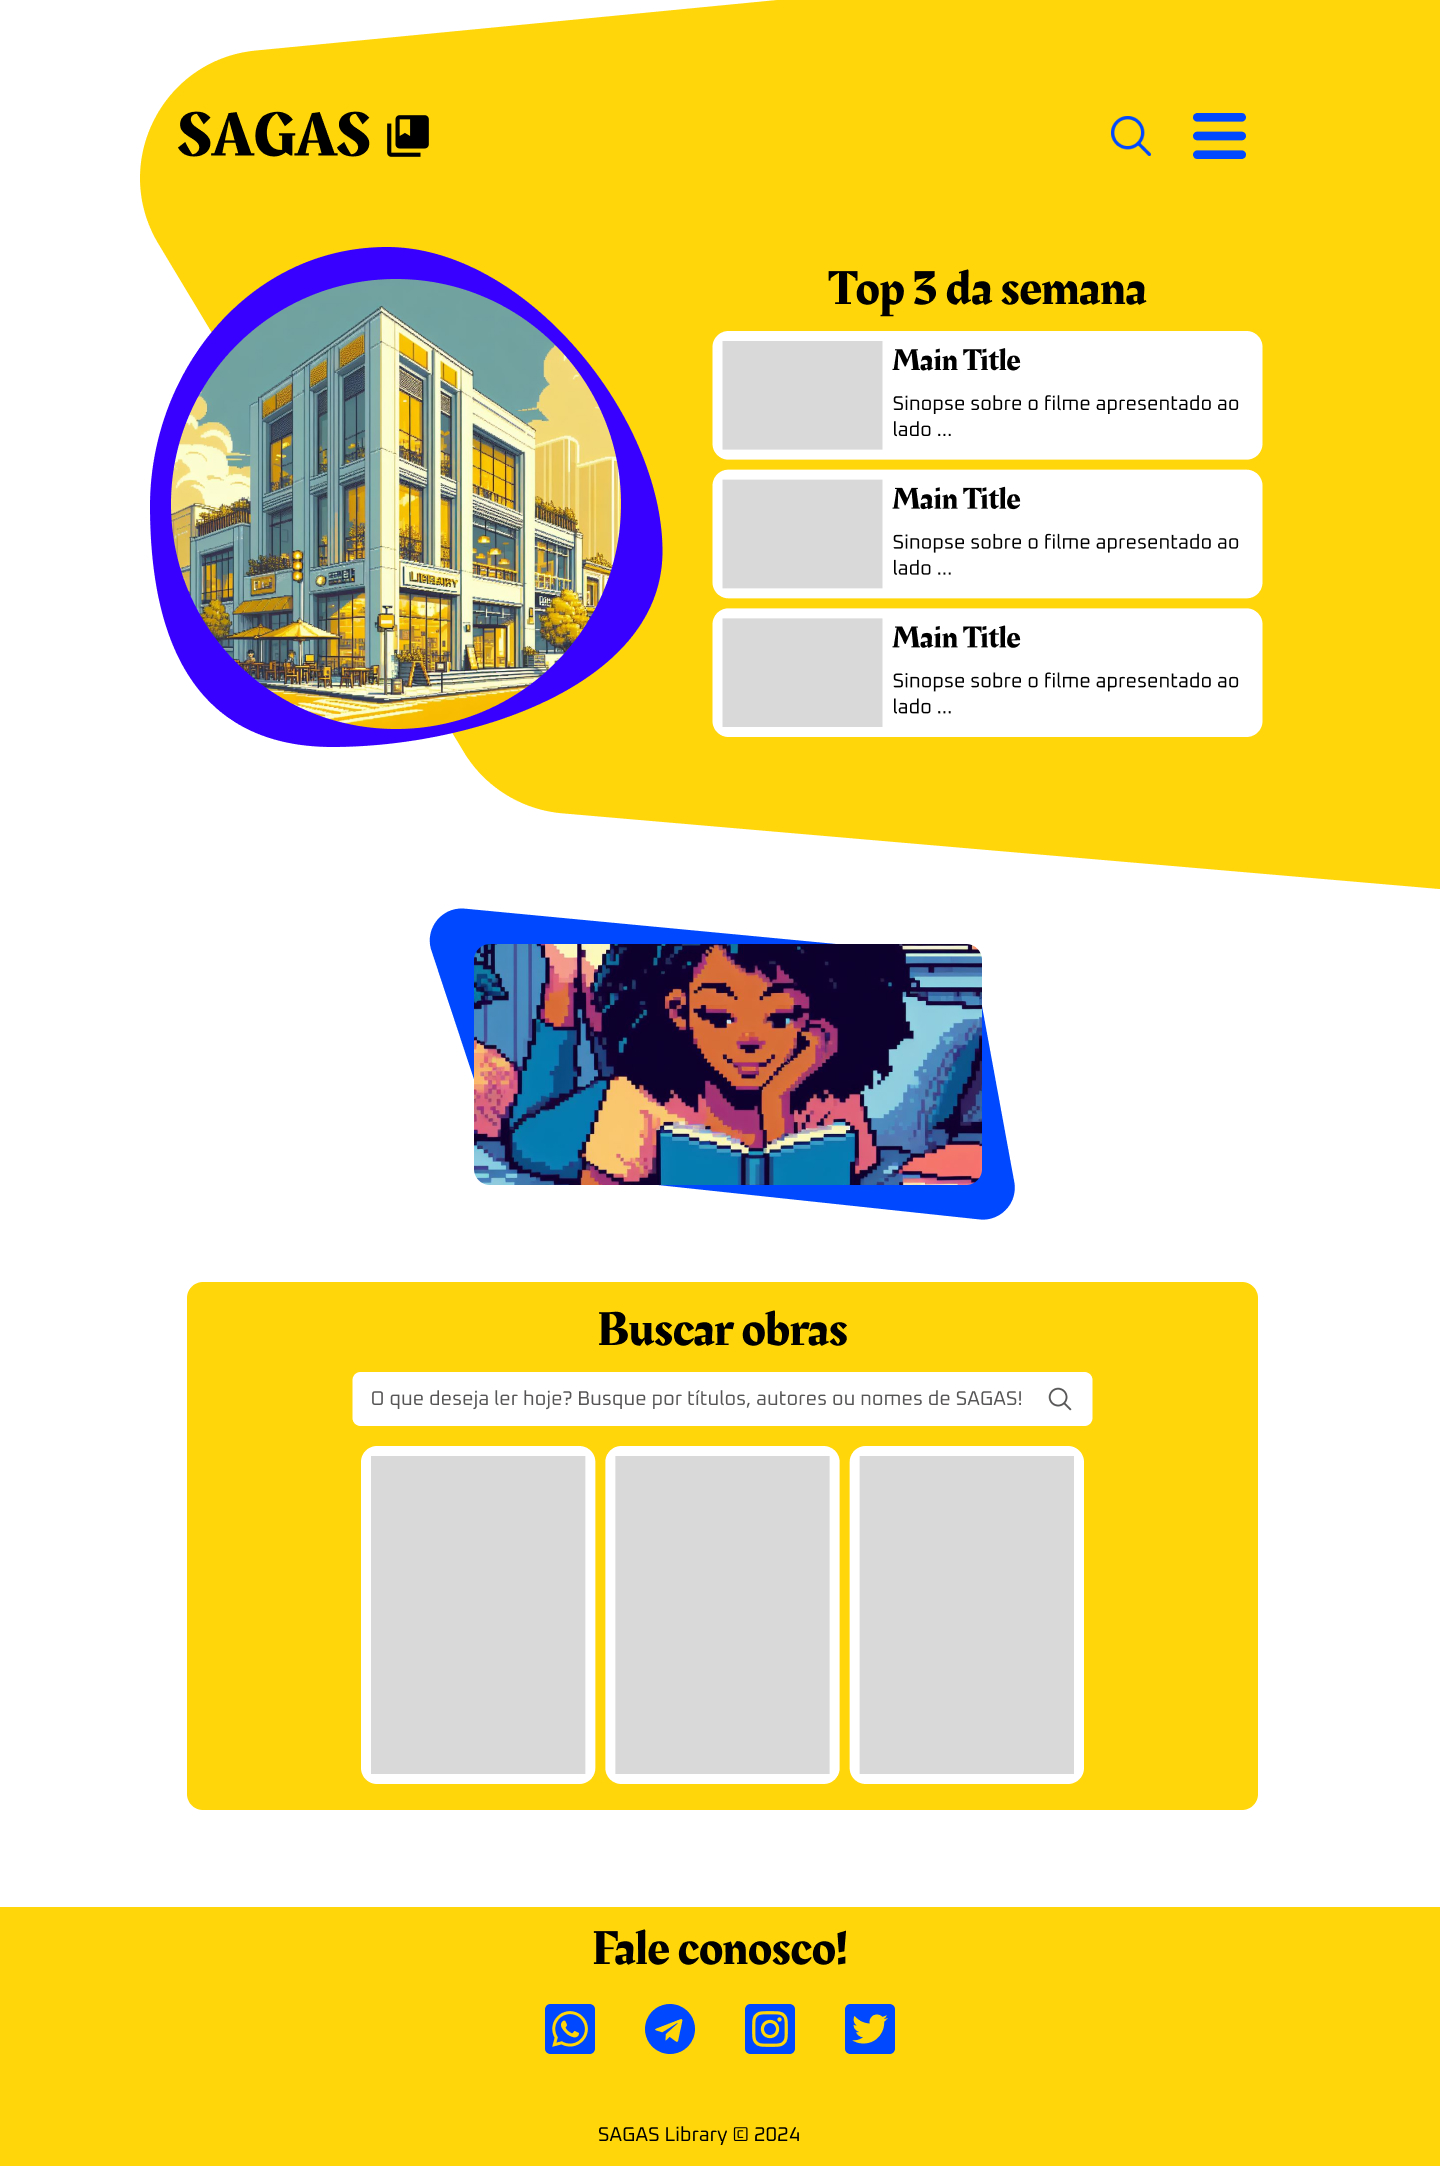 SAGAS
Top 3 da semana
Main Title
Sinopse sobre o filme apresentado ao
lado ...
Main Title
Sinopse sobre o filme apresentado ao
lado ...
Main Title
Sinopse sobre o filme apresentado ao
lado ...
LIBRARY
Buscar obras
O que deseja ler hoje? Busque por títulos, autores ou nomes de SAGAS!
Fale conosco!
SAGAS Library © 2024